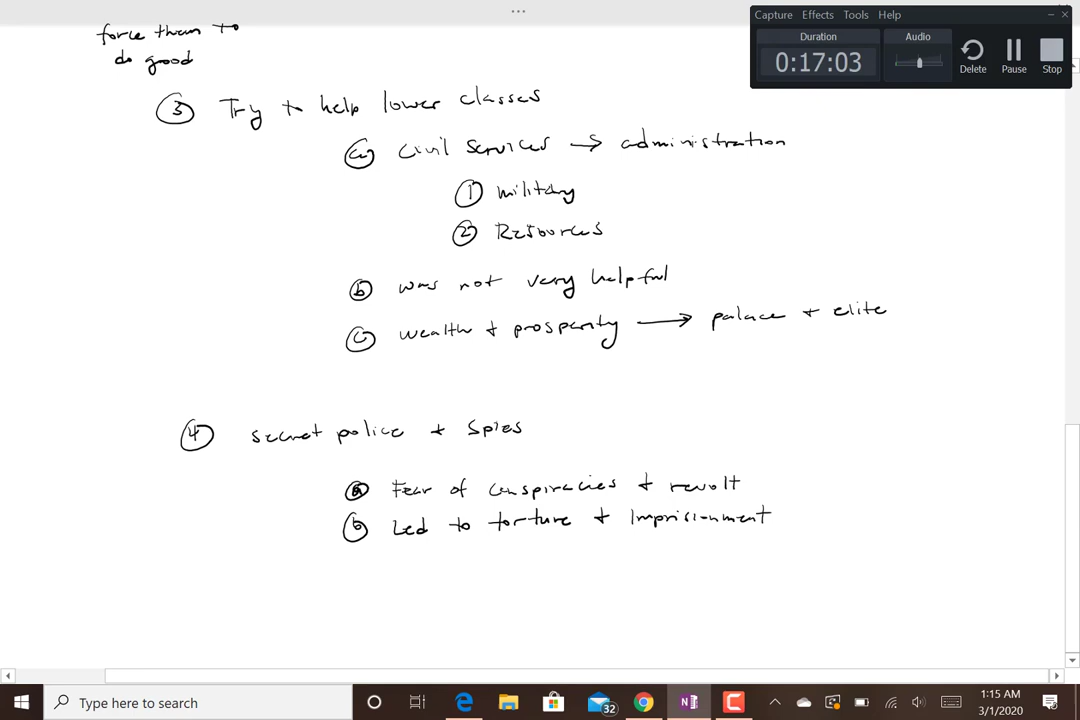 force than to
do good
Capture Effects Tools Help
Duration
0:17:03
Audio
Delete Pause Stop
③ Try to help lower classes
ⓐ civil services → administration
① military
② Resources
ⓑ was not very helpful
ⓒ wealth + prosperity → palace + elite
④ secret police + Spies
ⓐ Fear of conspiracies + revolt
ⓑ Led to torture + Imprisionment
Type here to search
32
1:15 AM
3/1/2020